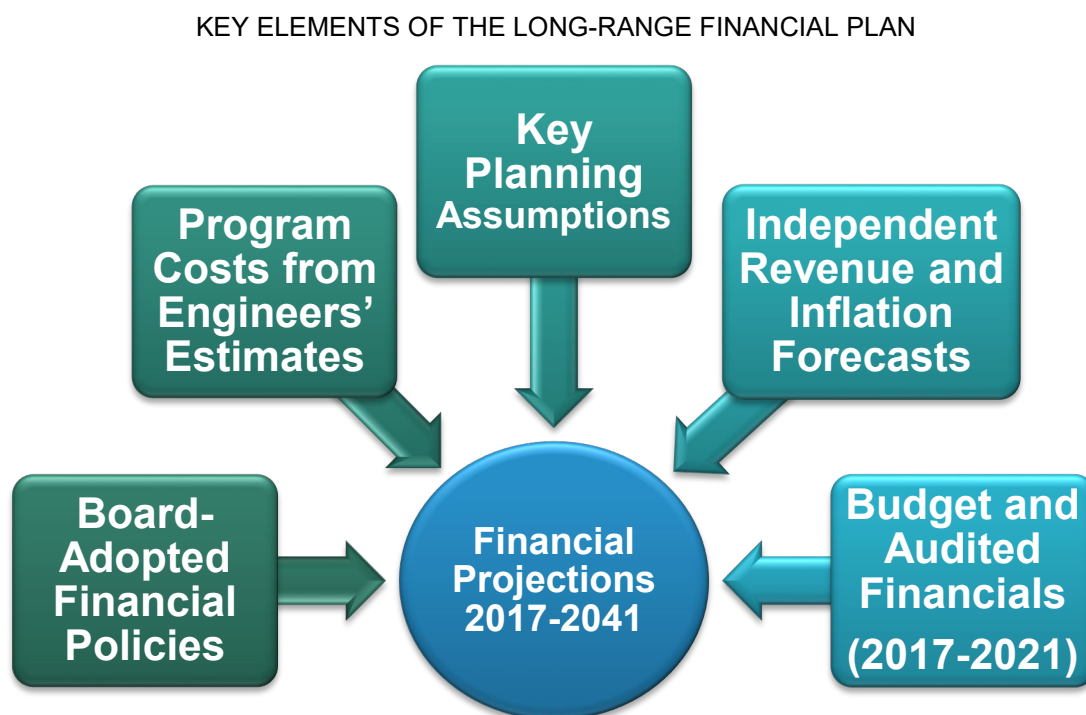 KEY ELEMENTS OF THE LONG-RANGE FINANCIAL PLAN
Key
Planning
Assumptions
Program
Costs from
Engineers’
Estimates
Independent
Revenue and
Inflation
Forecasts
Board-
Adopted
Financial
Policies
Financial
Projections
2017-2041
Budget and
Audited
Financials
(2017-2021)